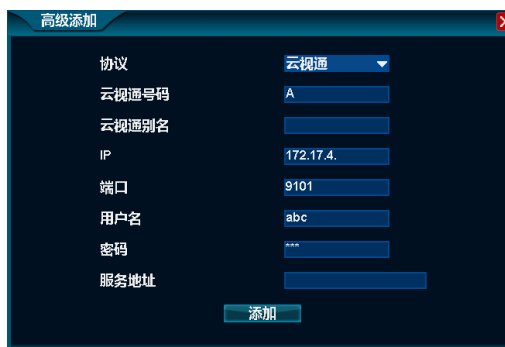 高级添加
协议 云视通
云视通号码 A
云视通别名
IP 172.17.4.
端口 9101
用户名 abc
密码 ***
服务地址
添加